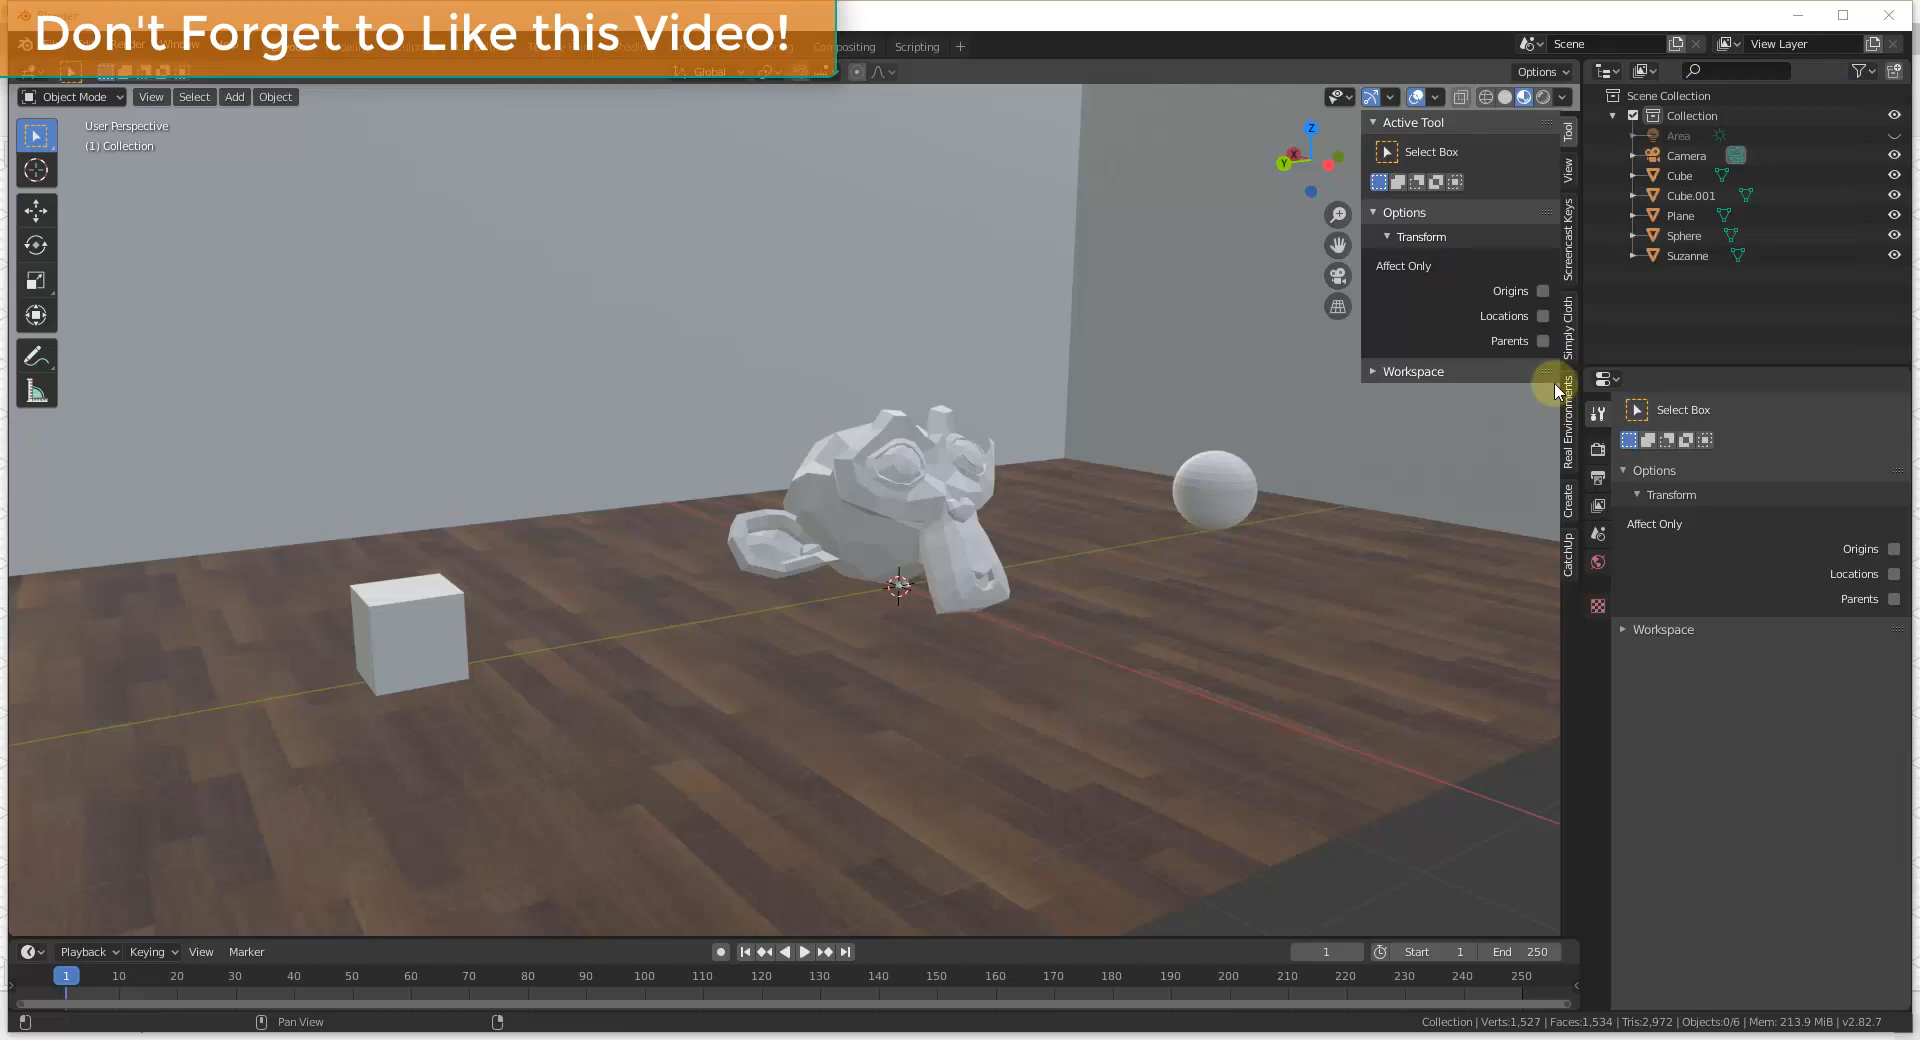 Don't Forget to Like this Video!
Compositing
Scripting
+
Scene
View Layer
Global
Options
Object Mode
View
Select
Add
Object
User Perspective
(1) Collection
Z
X
Y
Active Tool
Select Box
Options
Transform
Affect Only
Origins
Locations
Parents
Workspace
Tool
View
Screencast Keys
Simply Cloth
Real Environments
Create
CatchUp
Scene Collection
Collection
Area
Camera
Cube
Cube.001
Plane
Sphere
Suzanne
Select Box
Options
Transform
Affect Only
Origins
Locations
Parents
Workspace
Playback
Keying
View
Marker
1
Start 1
End 250
1 10 20 30 40 50 60 70 80 90 100 110 120 130 140 150 160 170 180 190 200 210 220 230 240 250
Pan View
Collection | Verts:1,527 | Faces:1,534 | Tris:2,972 | Objects:0/6 | Mem: 213.9 MiB | v2.82.7